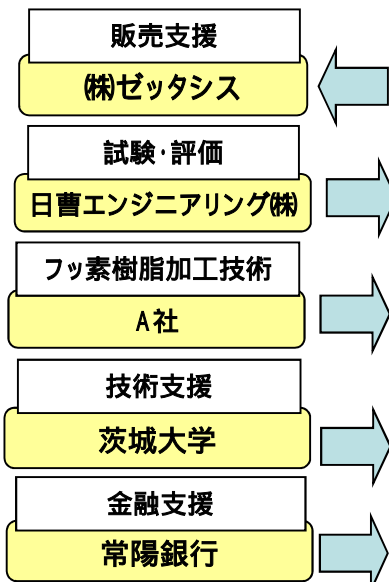 販売支援
㈱ゼッタシス
試験・評価
日曹エンジニアリング㈱
フッ素樹脂加工技術
A社
技術支援
茨城大学
金融支援
常陽銀行